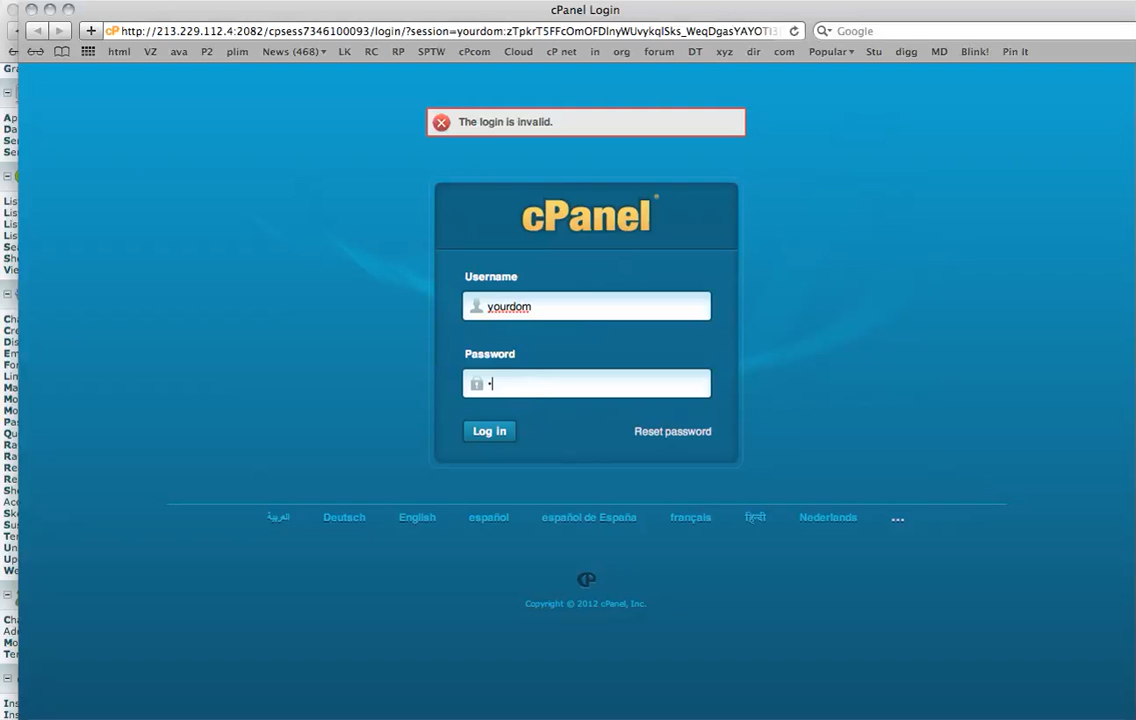 cPanel Login
http://213.229.112.4:2082/cpsess7346100093/login/?session=yourdom:
Google
html VZ ava P2 plim News (468) LK RC RP SPTW cPcom Cloud cP net in org forum DT xyz dir com Popular Stu digg MD Blink! Pin It
The login is invalid.
cPanel
Username
yourdom
Password
Log in Reset password
العربية Deutsch English español español de España français हिन्दी Nederlands ...
Copyright © 2012 cPanel, Inc.